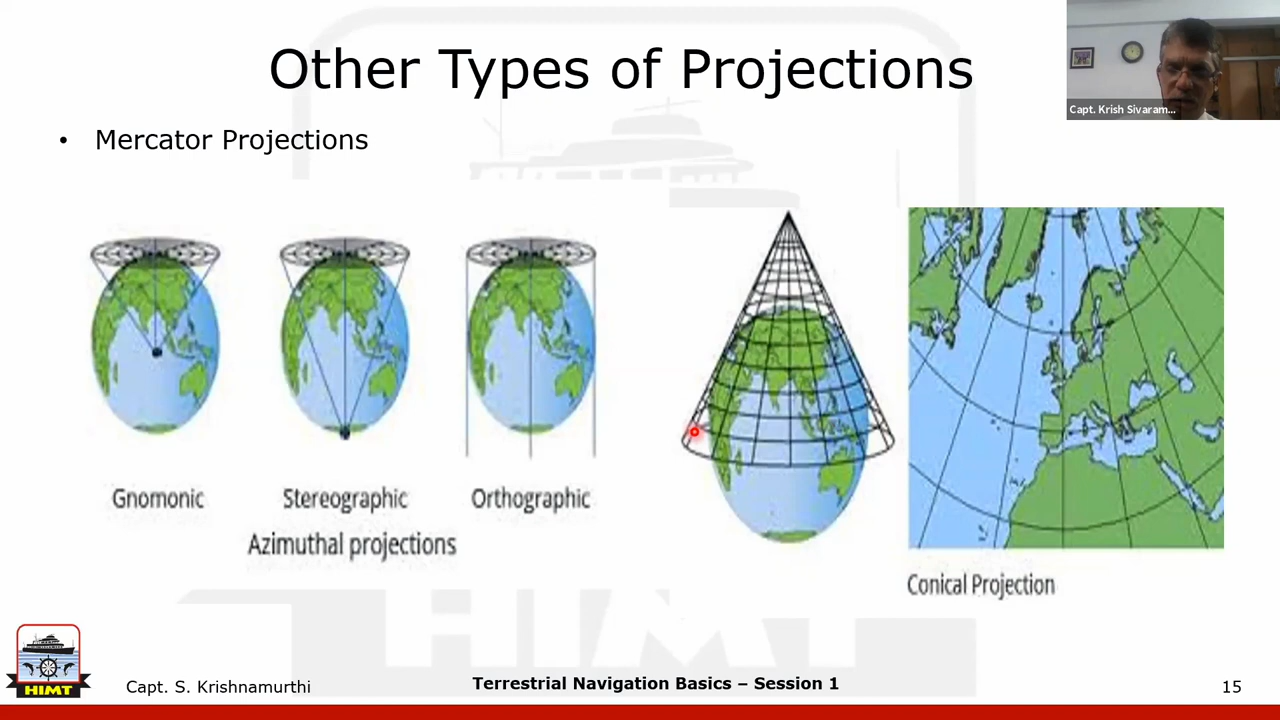 Other Types of Projections
Capt. Krish Sivaram...
• Mercator Projections
Gnomonic
Stereographic
Orthographic
Azimuthal projections
Conical Projection
HIMT
HIMT
Capt. S. Krishnamurthi
Terrestrial Navigation Basics – Session 1
15